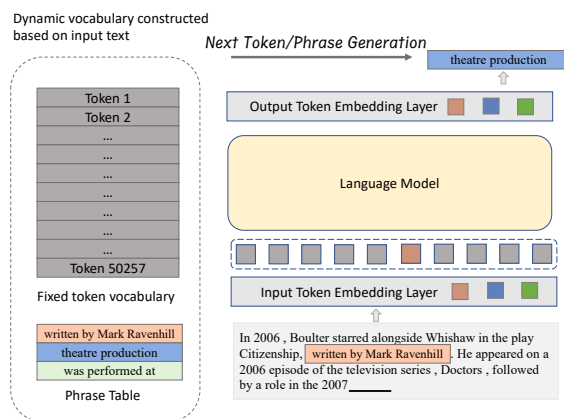 Dynamic vocabulary constructed
based on input text
Token 1
Token 2
...
...
...
...
...
...
...
Token 50257
Fixed token vocabulary
written by Mark Ravenhill
theatre production
was performed at
Phrase Table
Next Token/Phrase Generation
theatre production
Output Token Embedding Layer
Language Model
Input Token Embedding Layer
In 2006 , Boulter starred alongside Whishaw in the play
Citizenship, written by Mark Ravenhill. He appeared on a
2006 episode of the television series , Doctors , followed
by a role in the 2007______